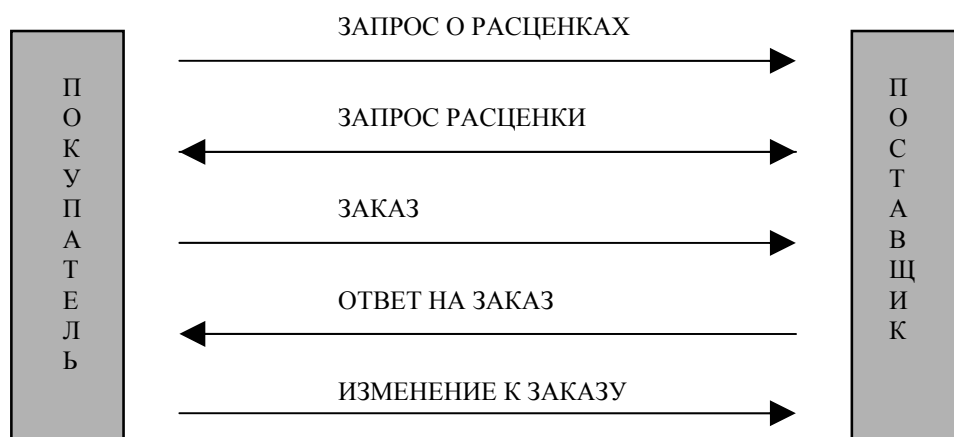 ПОКУПАТЕЛЬ
ЗАПРОС О РАСЦЕНКАХ
ЗАПРОС РАСЦЕНКИ
ЗАКАЗ
ОТВЕТ НА ЗАКАЗ
ИЗМЕНЕНИЕ К ЗАКАЗУ
ПОСТАВЩИК